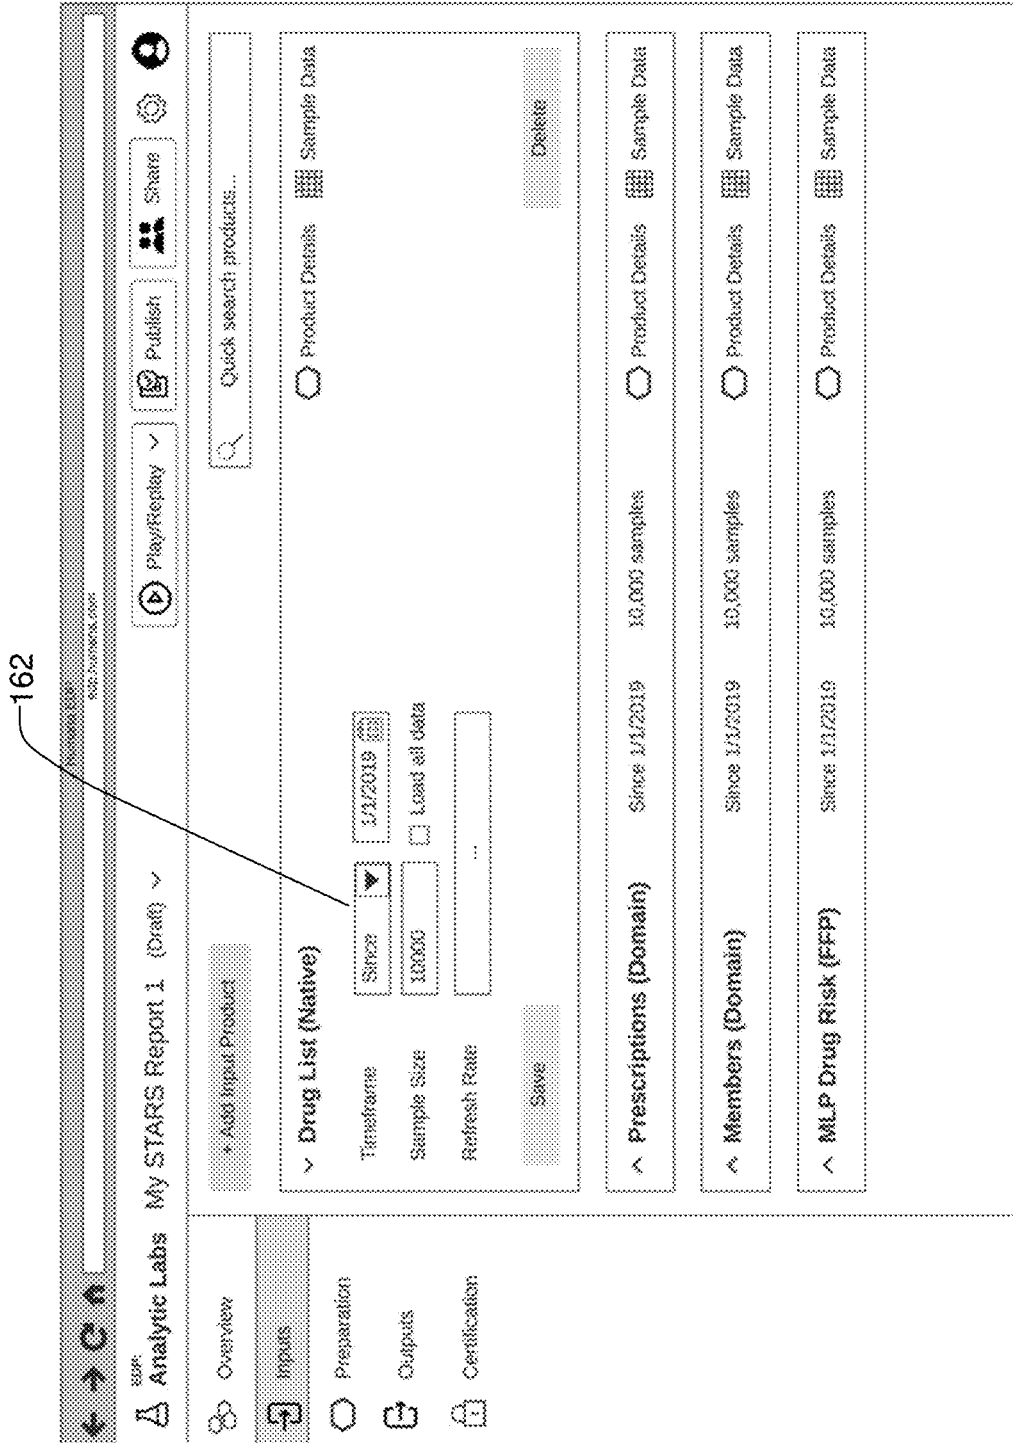 162
edp.humana.com
EDP:
Analytic Labs My STARS Report 1 (Draft) Play/Replay Publish Share
Overview
Inputs
Preparation
Outputs
Certification
+ Add Input Product Quick search products...
Drug List (Native) Product Details Sample Data
Timeframe Since 1/1/2019
Sample Size 10000 Load all data
Refresh Rate ...
Save Delete
Prescriptions (Domain) Since 1/1/2019 10,000 samples Product Details Sample Data
Members (Domain) Since 1/1/2019 10,000 samples Product Details Sample Data
MLP Drug Risk (FFP) Since 1/1/2019 10,000 samples Product Details Sample Data